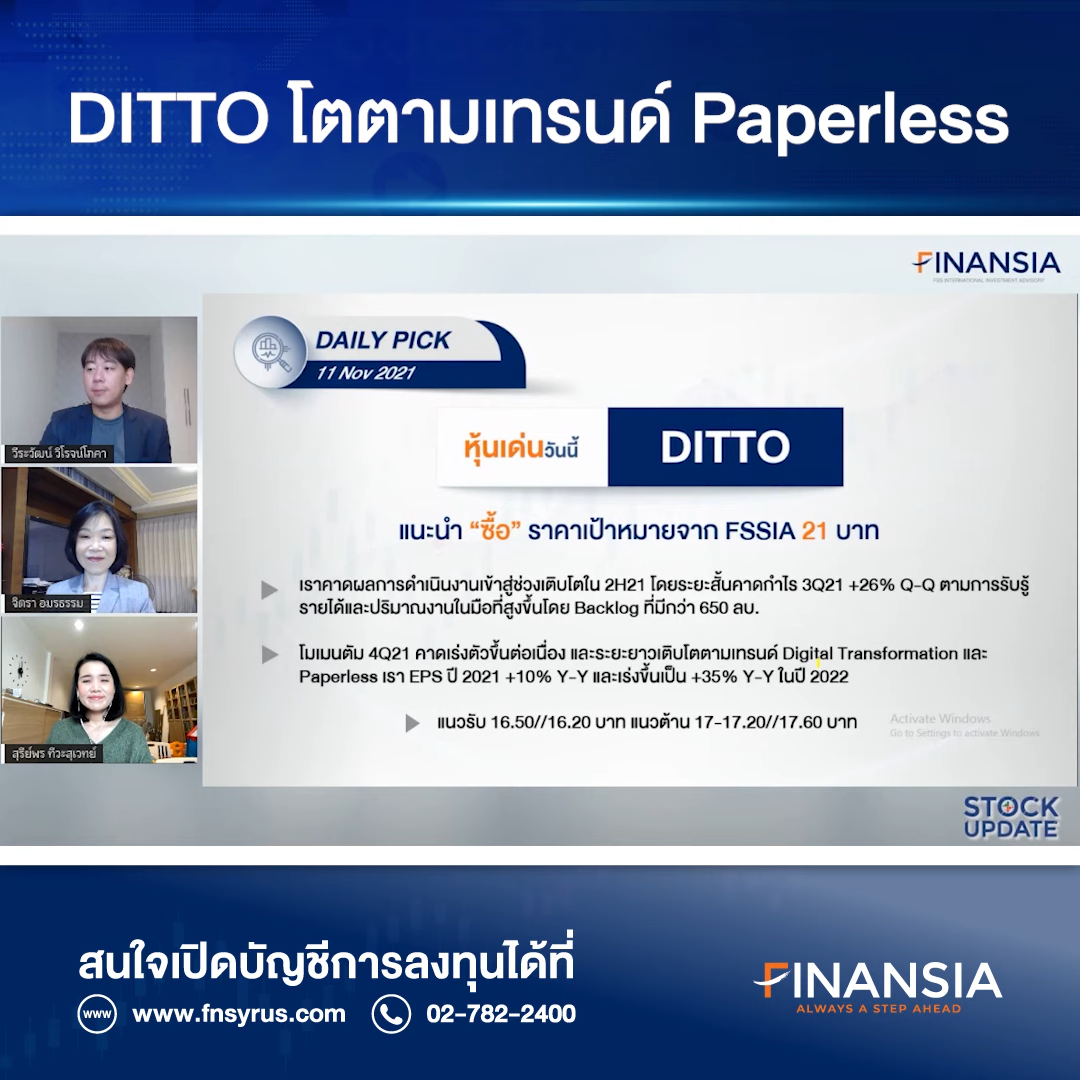 DITTO โตตามเทรนด์ Paperless
FINANSIA
FSS INTERNATIONAL INVESTMENT ADVISORY
DAILY PICK
11 Nov 2021
หุ้นเด่นวันนี้
DITTO
แนะนำ “ซื้อ” ราคาเป้าหมายจาก FSSIA 21 บาท
เราคาดผลการดำเนินงานเข้าสู่ช่วงเติบโตใน 2H21 โดยระยะสั้นคาดกำไร 3Q21 +26% Q-Q ตามการรับรู้
รายได้และปริมาณงานในมือที่สูงขึ้นโดย Backlog ที่มีกว่า 650 ลบ.
โมเมนตัม 4Q21 คาดเร่งตัวขึ้นต่อเนื่อง และระยะยาวเติบโตตามเทรนด์ Digital Transformation และ
Paperless เรา EPS ปี 2021 +10% Y-Y และเร่งขึ้นเป็น +35% Y-Y ในปี 2022
แนวรับ 16.50//16.20 บาท แนวต้าน 17-17.20//17.60 บาท
Activate Windows
Go to Settings to activate Windows
วีระวัฒน์ วิโรจน์โภคา
จิตรา อมรธรรม
สุรีย์พร ทีวะสุเวทย์
STOCK
UPDATE
สนใจเปิดบัญชีการลงทุนได้ที่
www www.fnsyrus.com 02-782-2400
FINANSIA
ALWAYS A STEP AHEAD